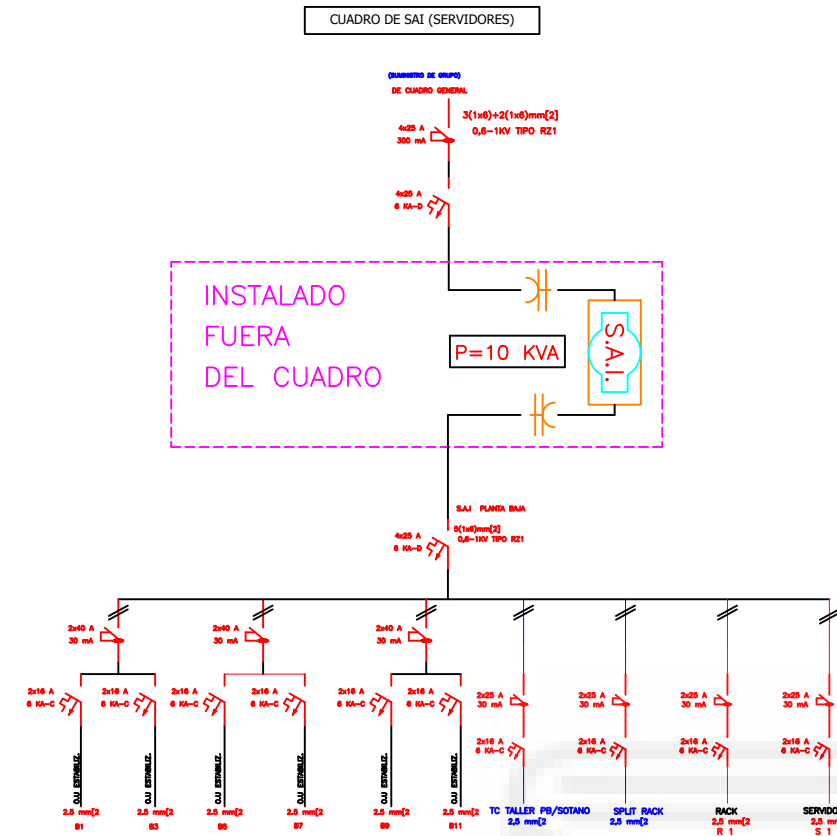 CUADRO DE SAI (SERVIDORES)
(SUMINISTRO DE GRUPO)
DE CUADRO GENERAL
3(1x6)+2(1x6)mm[2]
0,6-1KV TIPO RZ1
4x25 A
300 mA
4x25 A
6 KA-D
INSTALADO
FUERA
DEL CUADRO
P=10 KVA
S.A.I.
S.A.I PLANTA BAJA
5(1x6)mm[2]
0,6-1KV TIPO RZ1
4x25 A
6 KA-D
2x40 A
30 mA
2x40 A
30 mA
2x40 A
30 mA
2x16 A
6 KA-C
2x16 A
6 KA-C
2x16 A
6 KA-C
2x16 A
6 KA-C
2x16 A
6 KA-C
2x16 A
6 KA-C
2x25 A
30 mA
2x25 A
30 mA
2x25 A
30 mA
2x25 A
30 mA
2x16 A
6 KA-C
2x16 A
6 KA-C
2x16 A
6 KA-C
2x16 A
6 KA-C
O.U ESTABILIZ.
O.U ESTABILIZ.
O.U ESTABILIZ.
O.U ESTABILIZ.
O.U ESTABILIZ.
O.U ESTABILIZ.
2.5 mm[2
2.5 mm[2
2.5 mm[2
2.5 mm[2
2.5 mm[2
2.5 mm[2
TC TALLER PB/SOTANO
2,5 mm[2
SPLIT RACK
2,5 mm[2
RACK
2,5 mm[2
R 1
SERVIDO
2,5 m
S 1